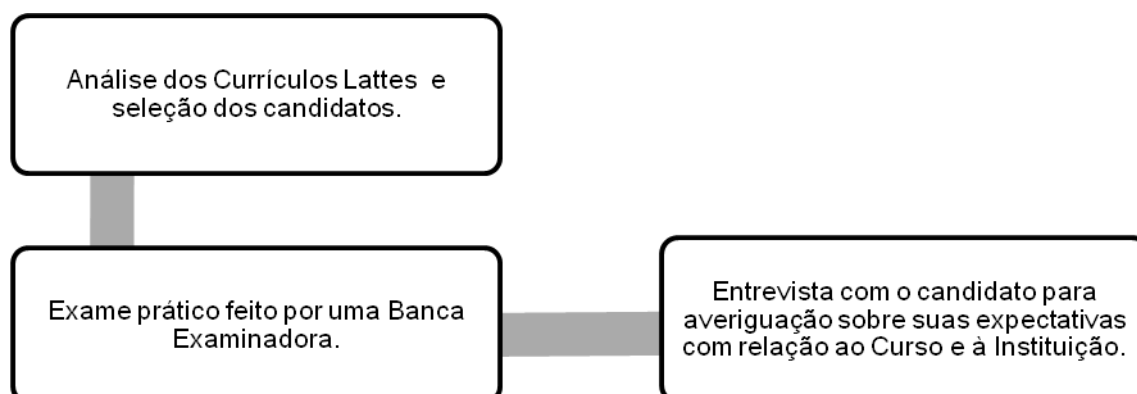 Análise dos Currículos Lattes e
seleção dos candidatos.
Exame prático feito por uma Banca
Examinadora.
Entrevista com o candidato para
averiguação sobre suas expectativas
com relação ao Curso e à Instituição.